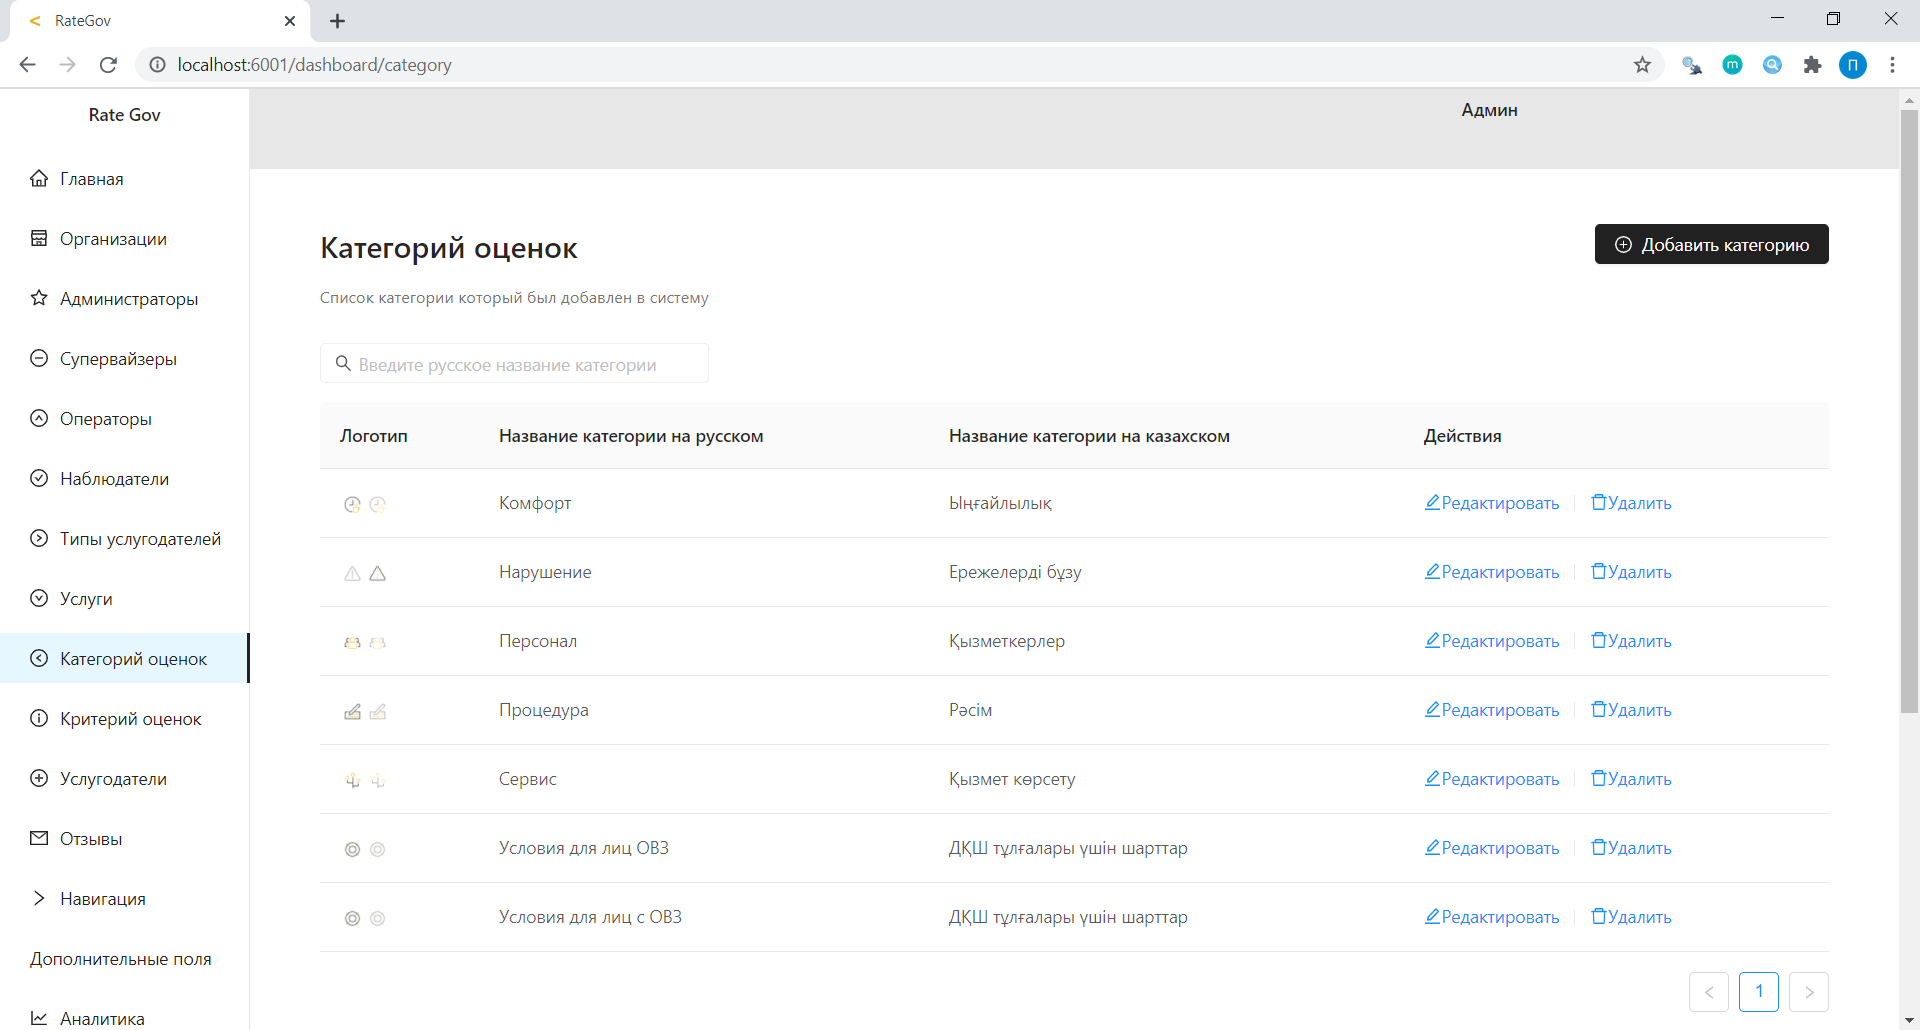 RateGov
localhost:6001/dashboard/category
m
П
Rate Gov
Админ
Главная
Организации
Администраторы
Супервайзеры
Операторы
Наблюдатели
Типы услугодателей
Услуги
Категорий оценок
Критерий оценок
Услугодатели
Отзывы
Навигация
Дополнительные поля
Аналитика
Категорий оценок
Добавить категорию
Список категории который был добавлен в систему
Введите русское название категории
Логотип Название категории на русском Название категории на казахском Действия
Комфорт Ыңғайлылық Редактировать Удалить
Нарушение Ережелерді бұзу Редактировать Удалить
Персонал Қызметкерлер Редактировать Удалить
Процедура Рәсім Редактировать Удалить
Сервис Қызмет көрсету Редактировать Удалить
Условия для лиц ОВЗ ДҚШ тұлғалары үшін шарттар Редактировать Удалить
Условия для лиц с ОВЗ ДҚШ тұлғалары үшін шарттар Редактировать Удалить
1